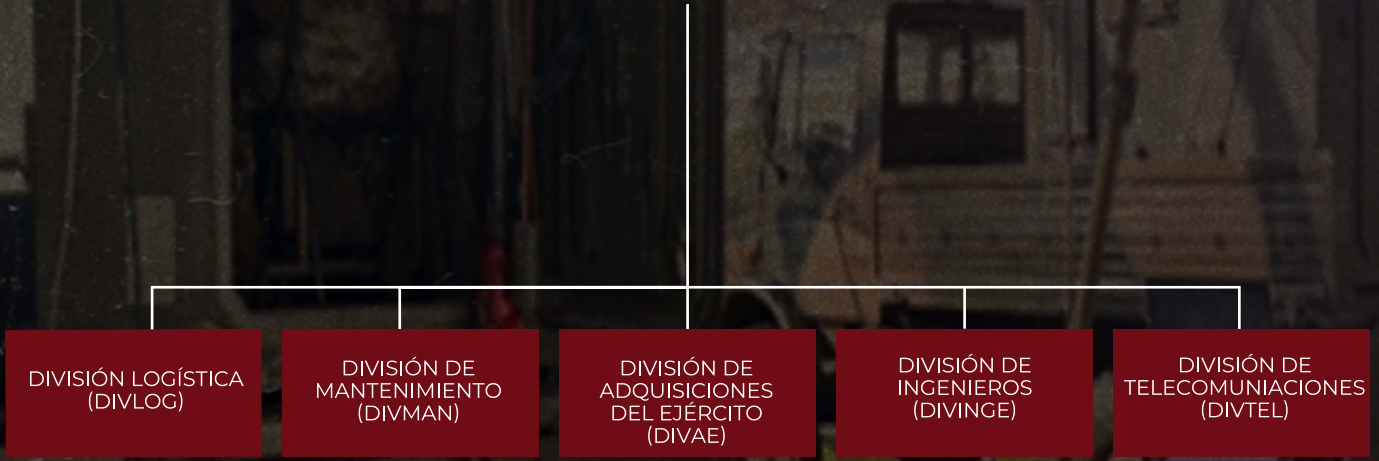 DIVISIÓN LOGÍSTICA
(DIVLOG)
DIVISIÓN DE
MANTENIMIENTO
(DIVMAN)
DIVISIÓN DE
ADQUISICIONES
DEL EJÉRCITO
(DIVAE)
DIVISIÓN DE
INGENIEROS
(DIVINGE)
DIVISIÓN DE
TELECOMUNIACIONES
(DIVTEL)